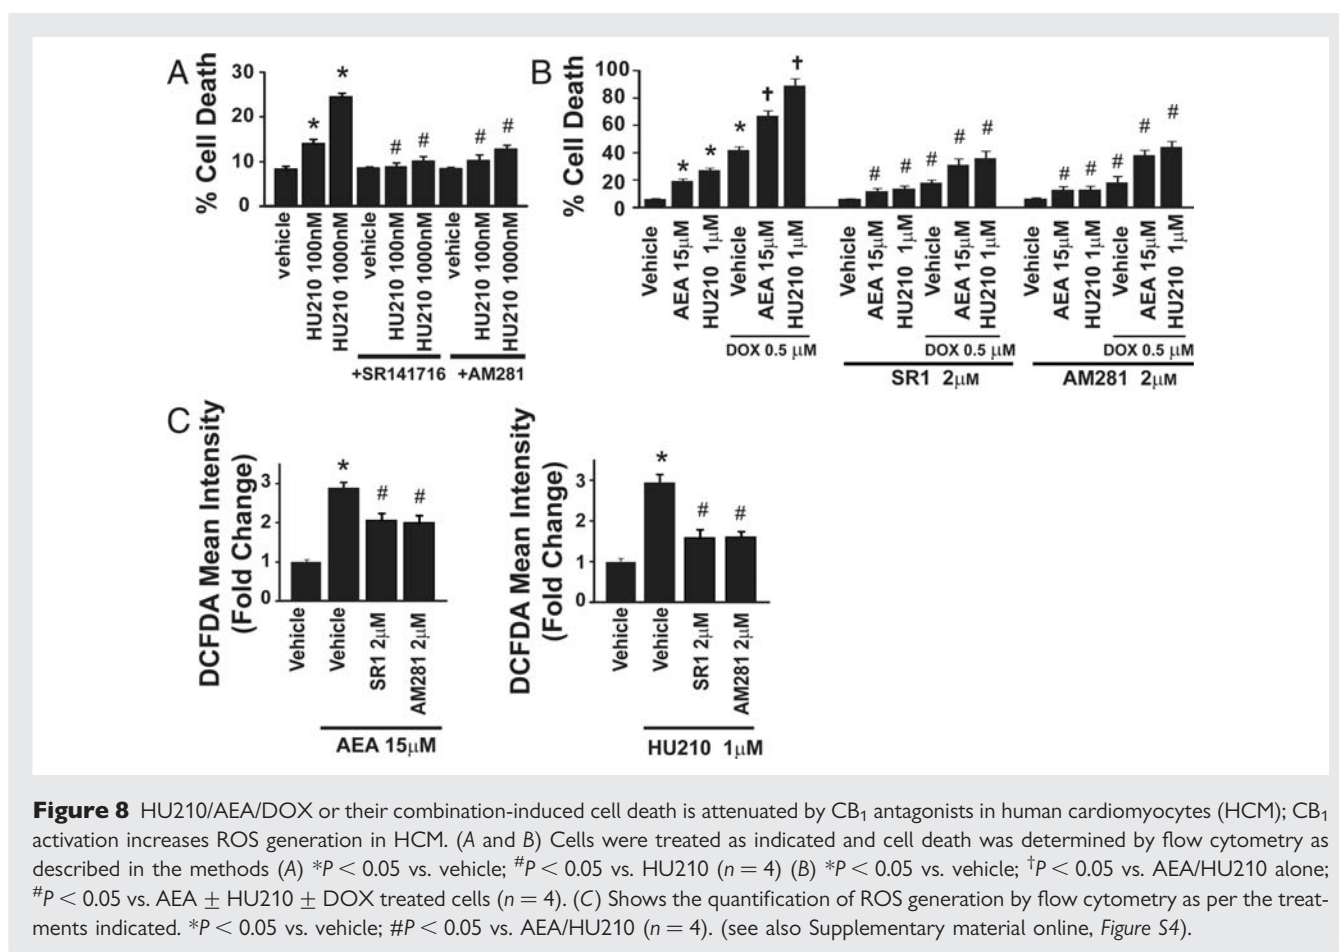 A
% Cell Death
30
20
10
0
*
*
#
#
#
#
vehicle
HU210 100nM
HU210 1000nM
vehicle
HU210 100nM
HU210 1000nM
vehicle
HU210 100nM
HU210 1000nM
+SR141716
+AM281
B
% Cell Death
100
80
60
40
20
0
*
*
*
†
†
#
#
#
#
#
#
#
#
#
#
Vehicle
AEA 15μM
HU210 1μM
Vehicle
AEA 15μM
HU210 1μM
Vehicle
AEA 15μM
HU210 1μM
Vehicle
AEA 15μM
HU210 1μM
Vehicle
AEA 15μM
HU210 1μM
Vehicle
AEA 15μM
HU210 1μM
DOX 0.5 μM
DOX 0.5 μM
DOX 0.5 μM
SR1 2μM
AM281 2μM
C
DCFDA Mean Intensity
(Fold Change)
3
2
1
0
*
#
#
Vehicle
Vehicle
SR1 2μM
AM281 2μM
AEA 15μM
DCFDA Mean Intensity
(Fold Change)
3
2
1
0
*
#
#
Vehicle
Vehicle
SR1 2μM
AM281 2μM
HU210 1μM
Figure 8 HU210/AEA/DOX or their combination-induced cell death is attenuated by CB₁ antagonists in human cardiomyocytes (HCM); CB₁
activation increases ROS generation in HCM. (A and B) Cells were treated as indicated and cell death was determined by flow cytometry as
described in the methods (A) *P < 0.05 vs. vehicle; #P < 0.05 vs. HU210 (n = 4) (B) *P < 0.05 vs. vehicle; †P < 0.05 vs. AEA/HU210 alone;
#P < 0.05 vs. AEA ± HU210 ± DOX treated cells (n = 4). (C) Shows the quantification of ROS generation by flow cytometry as per the treat-
ments indicated. *P < 0.05 vs. vehicle; #P < 0.05 vs. AEA/HU210 (n = 4). (see also Supplementary material online, Figure S4).